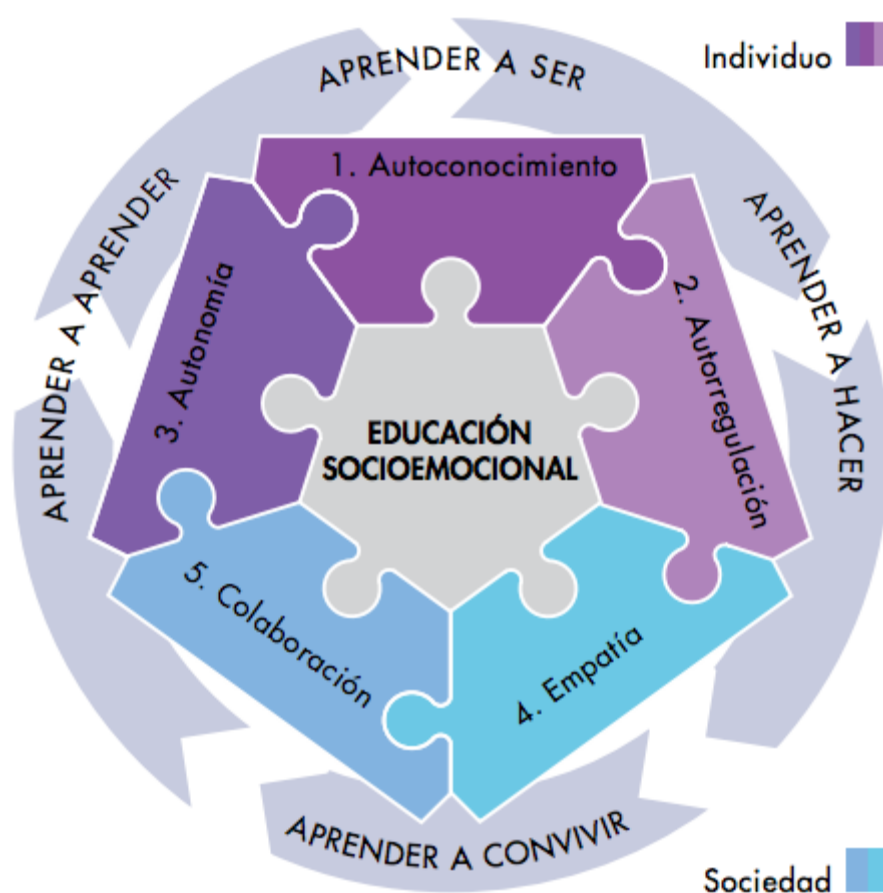 Individuo
APRENDER A SER
APRENDER A HACER
APRENDER A CONVIVIR
APRENDER A APRENDER
1. Autoconocimiento
2. Autorregulación
3. Autonomía
4. Empatía
5. Colaboración
EDUCACIÓN
SOCIOEMOCIONAL
Sociedad